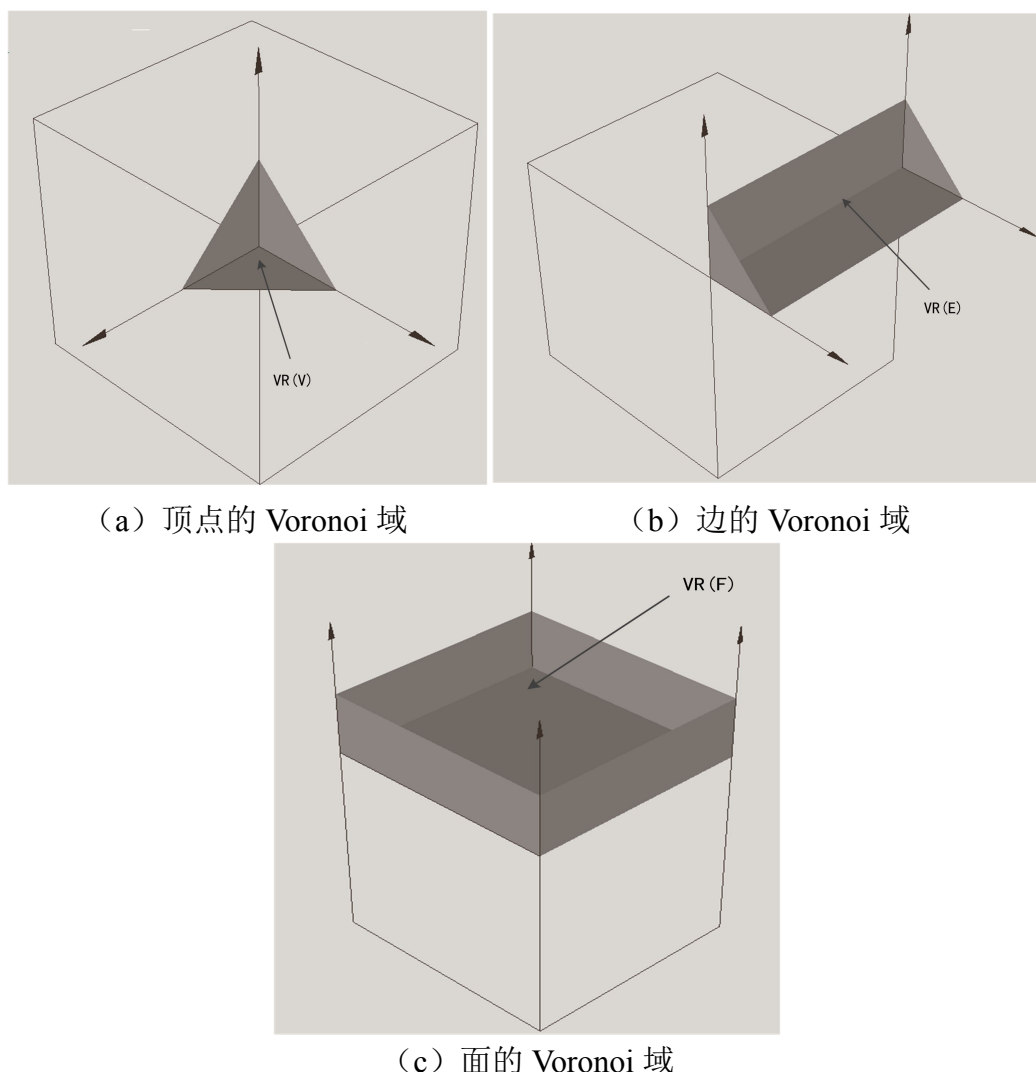 VR(V)
VR(E)
（a）顶点的 Voronoi 域
（b）边的 Voronoi 域
VR(F)
（c）面的 Voronoi 域